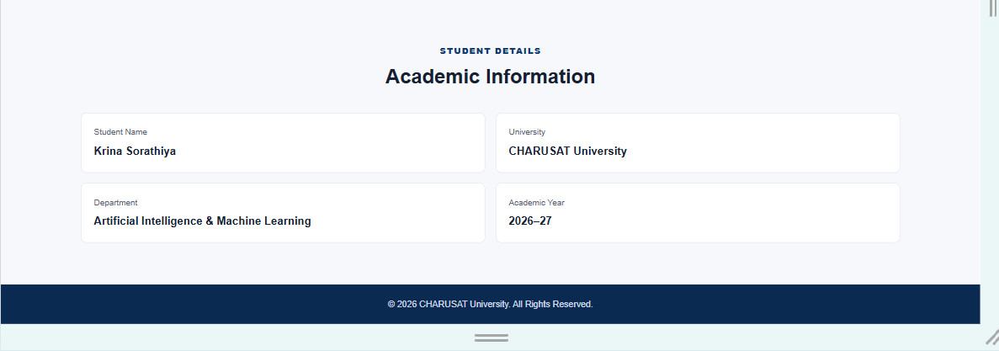 STUDENT DETAILS
Academic Information
Student Name
Krina Sorathiya
University
CHARUSAT University
Department
Artificial Intelligence & Machine Learning
Academic Year
2026–27
© 2026 CHARUSAT University. All Rights Reserved.